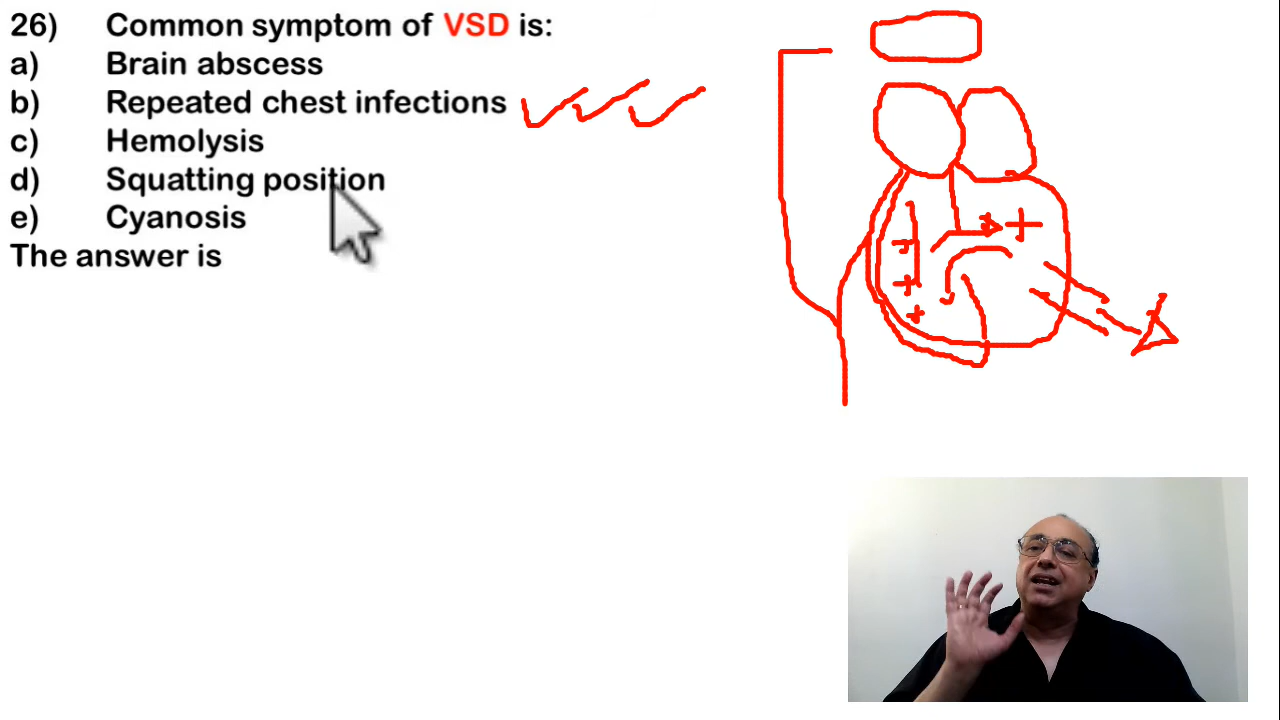 26) Common symptom of VSD is:
a) Brain abscess
b) Repeated chest infections
c) Hemolysis
d) Squatting position
e) Cyanosis
The answer is